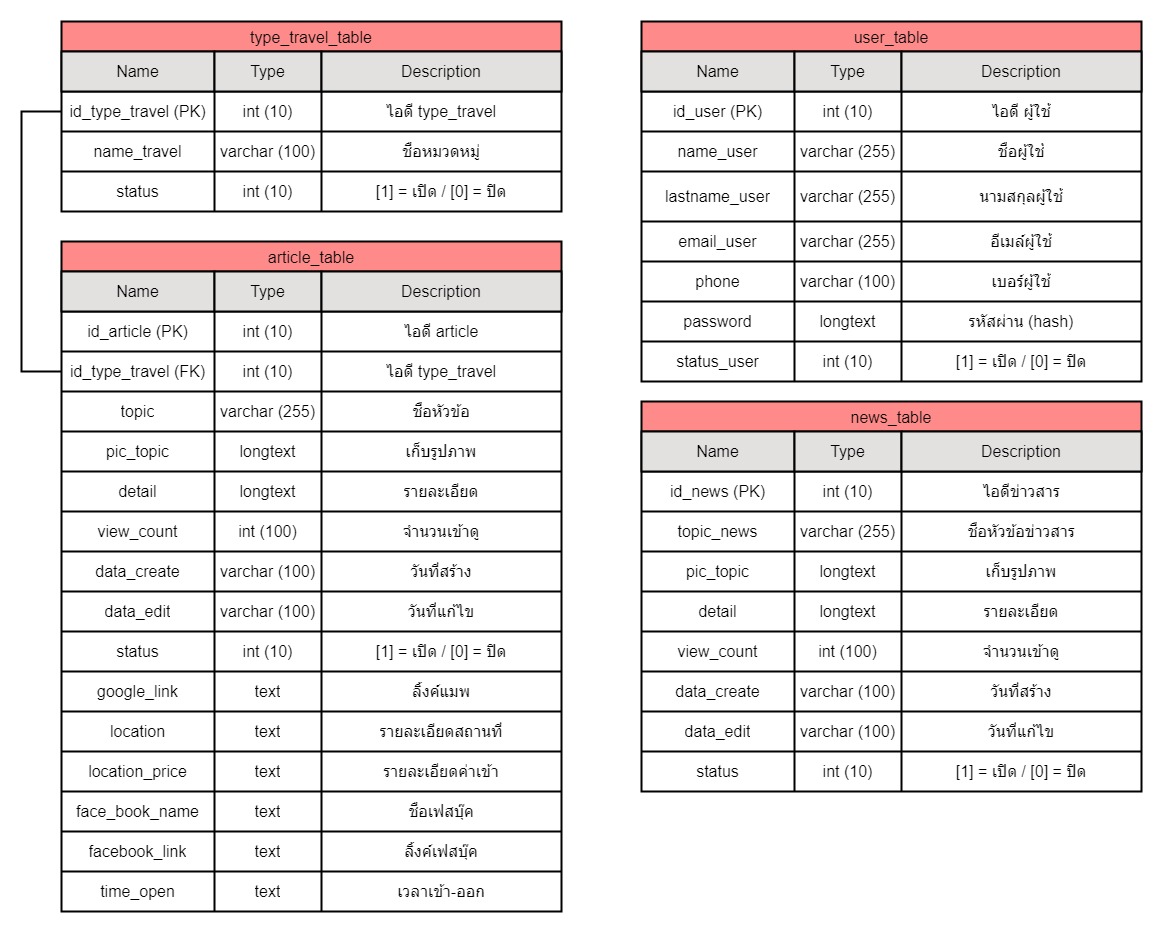 type_travel_table
Name Type Description
id_type_travel (PK) int (10) ไอดี type_travel
name_travel varchar (100) ชื่อหมวดหมู่
status int (10) [1] = เปิด / [0] = ปิด
article_table
Name Type Description
id_article (PK) int (10) ไอดี article
id_type_travel (FK) int (10) ไอดี type_travel
topic varchar (255) ชื่อหัวข้อ
pic_topic longtext เก็บรูปภาพ
detail longtext รายละเอียด
view_count int (100) จำนวนเข้าดู
data_create varchar (100) วันที่สร้าง
data_edit varchar (100) วันที่แก้ไข
status int (10) [1] = เปิด / [0] = ปิด
google_link text ลิ้งค์แมพ
location text รายละเอียดสถานที่
location_price text รายละเอียดค่าเข้า
face_book_name text ชื่อเฟสบุ๊ค
facebook_link text ลิ้งค์เฟสบุ๊ค
time_open text เวลาเข้า-ออก
user_table
Name Type Description
id_user (PK) int (10) ไอดี ผู้ใช้
name_user varchar (255) ชื่อผู้ใช้
lastname_user varchar (255) นามสกุลผู้ใช้
email_user varchar (255) อีเมล์ผู้ใช้
phone varchar (100) เบอร์ผู้ใช้
password longtext รหัสผ่าน (hash)
status_user int (10) [1] = เปิด / [0] = ปิด
news_table
Name Type Description
id_news (PK) int (10) ไอดีข่าวสาร
topic_news varchar (255) ชื่อหัวข้อข่าวสาร
pic_topic longtext เก็บรูปภาพ
detail longtext รายละเอียด
view_count int (100) จำนวนเข้าดู
data_create varchar (100) วันที่สร้าง
data_edit varchar (100) วันที่แก้ไข
status int (10) [1] = เปิด / [0] = ปิด